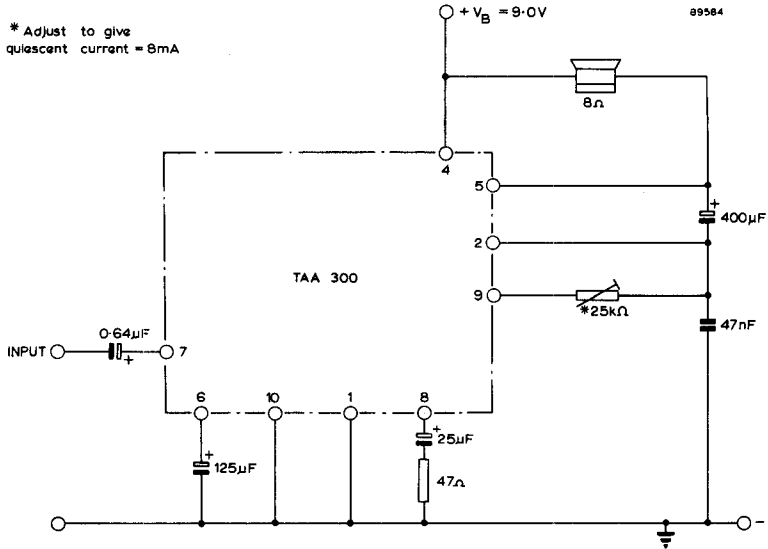 * Adjust to give
quiescent current = 8mA
+ VB = 9·0V
89584
8Ω
4
5
400μF
2
TAA 300
9
*25kΩ
47nF
0·64μF
+
INPUT
7
+
6
10
1
8
+
125μF
+
25μF
47Ω
+
−